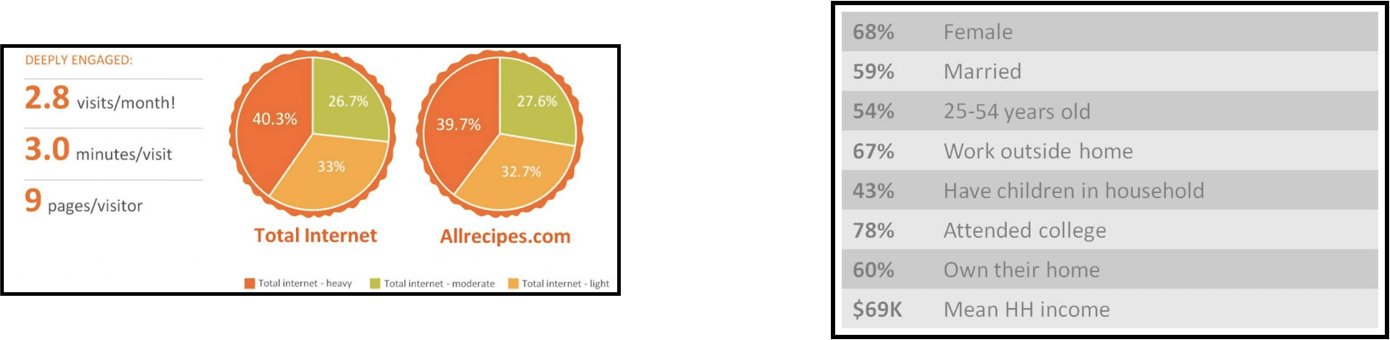 DEEPLY ENGAGED:
2.8 visits/month!
3.0 minutes/visit
9 pages/visitor
40.3%
26.7%
33%
Total Internet
39.7%
27.6%
32.7%
Allrecipes.com
Total internet - heavy
Total internet - moderate
Total internet - light
68% Female
59% Married
54% 25-54 years old
67% Work outside home
43% Have children in household
78% Attended college
60% Own their home
$69K Mean HH income